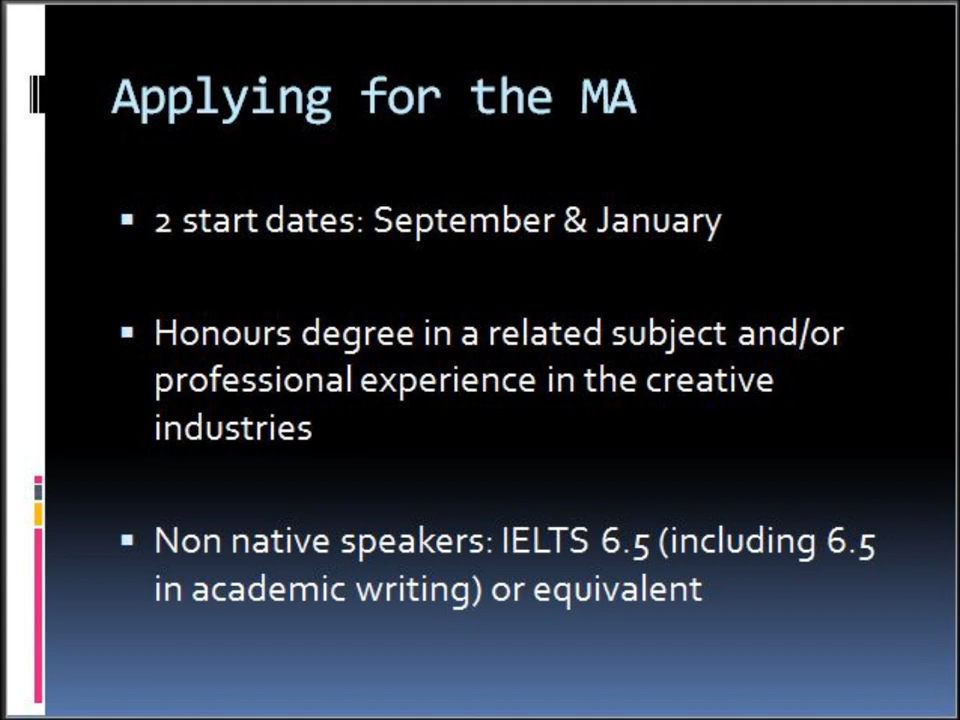 Applying for the MA
▪ 2 start dates: September & January
▪ Honours degree in a related subject and/or
professional experience in the creative
industries
▪ Non native speakers: IELTS 6.5 (including 6.5
in academic writing) or equivalent